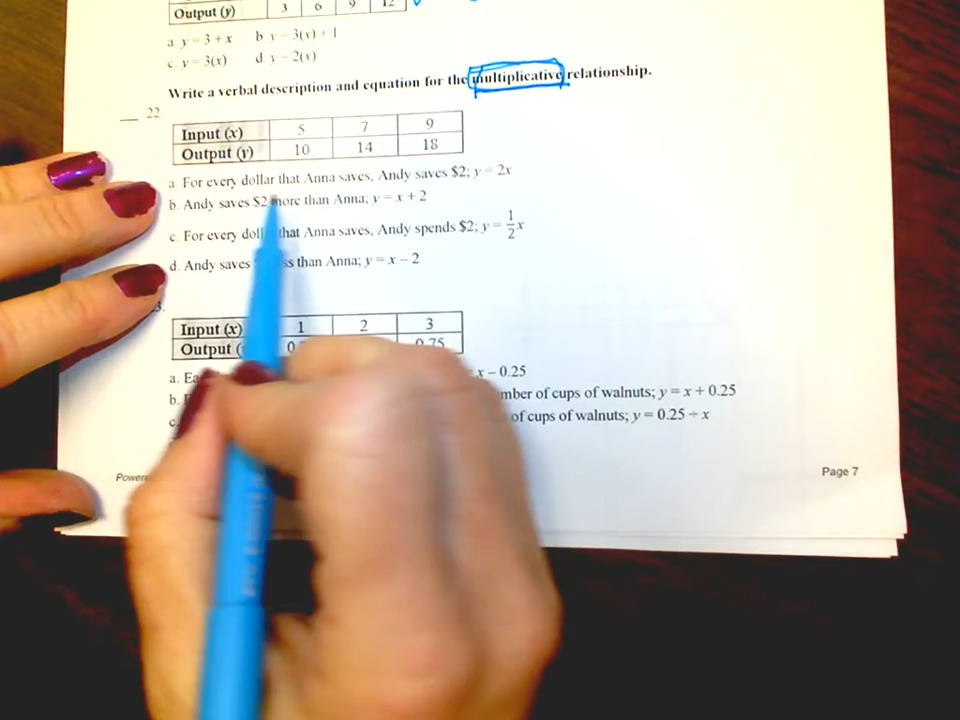 Output (y) 3 6 9 12
a. y = 3 + x b y = 3(x) + 1
c. y = 3(x) d. y = 2(x)
Write a verbal description and equation for the multiplicative relationship.
22.
Input (x) 5 7 9
Output (y) 10 14 18
a. For every dollar that Anna saves, Andy saves $2; y = 2x
b. Andy saves $2 more than Anna; y = x + 2
c. For every that Anna saves, Andy spends $2; y = 1/2 x
d. Andy saves than Anna; y = x − 2
Input (x) 1 2 3
Output 0.75
a. x − 0.25
b. of cups of walnuts; y = x + 0.25
of cups of walnuts; y = 0.25 ÷ x
Page 7